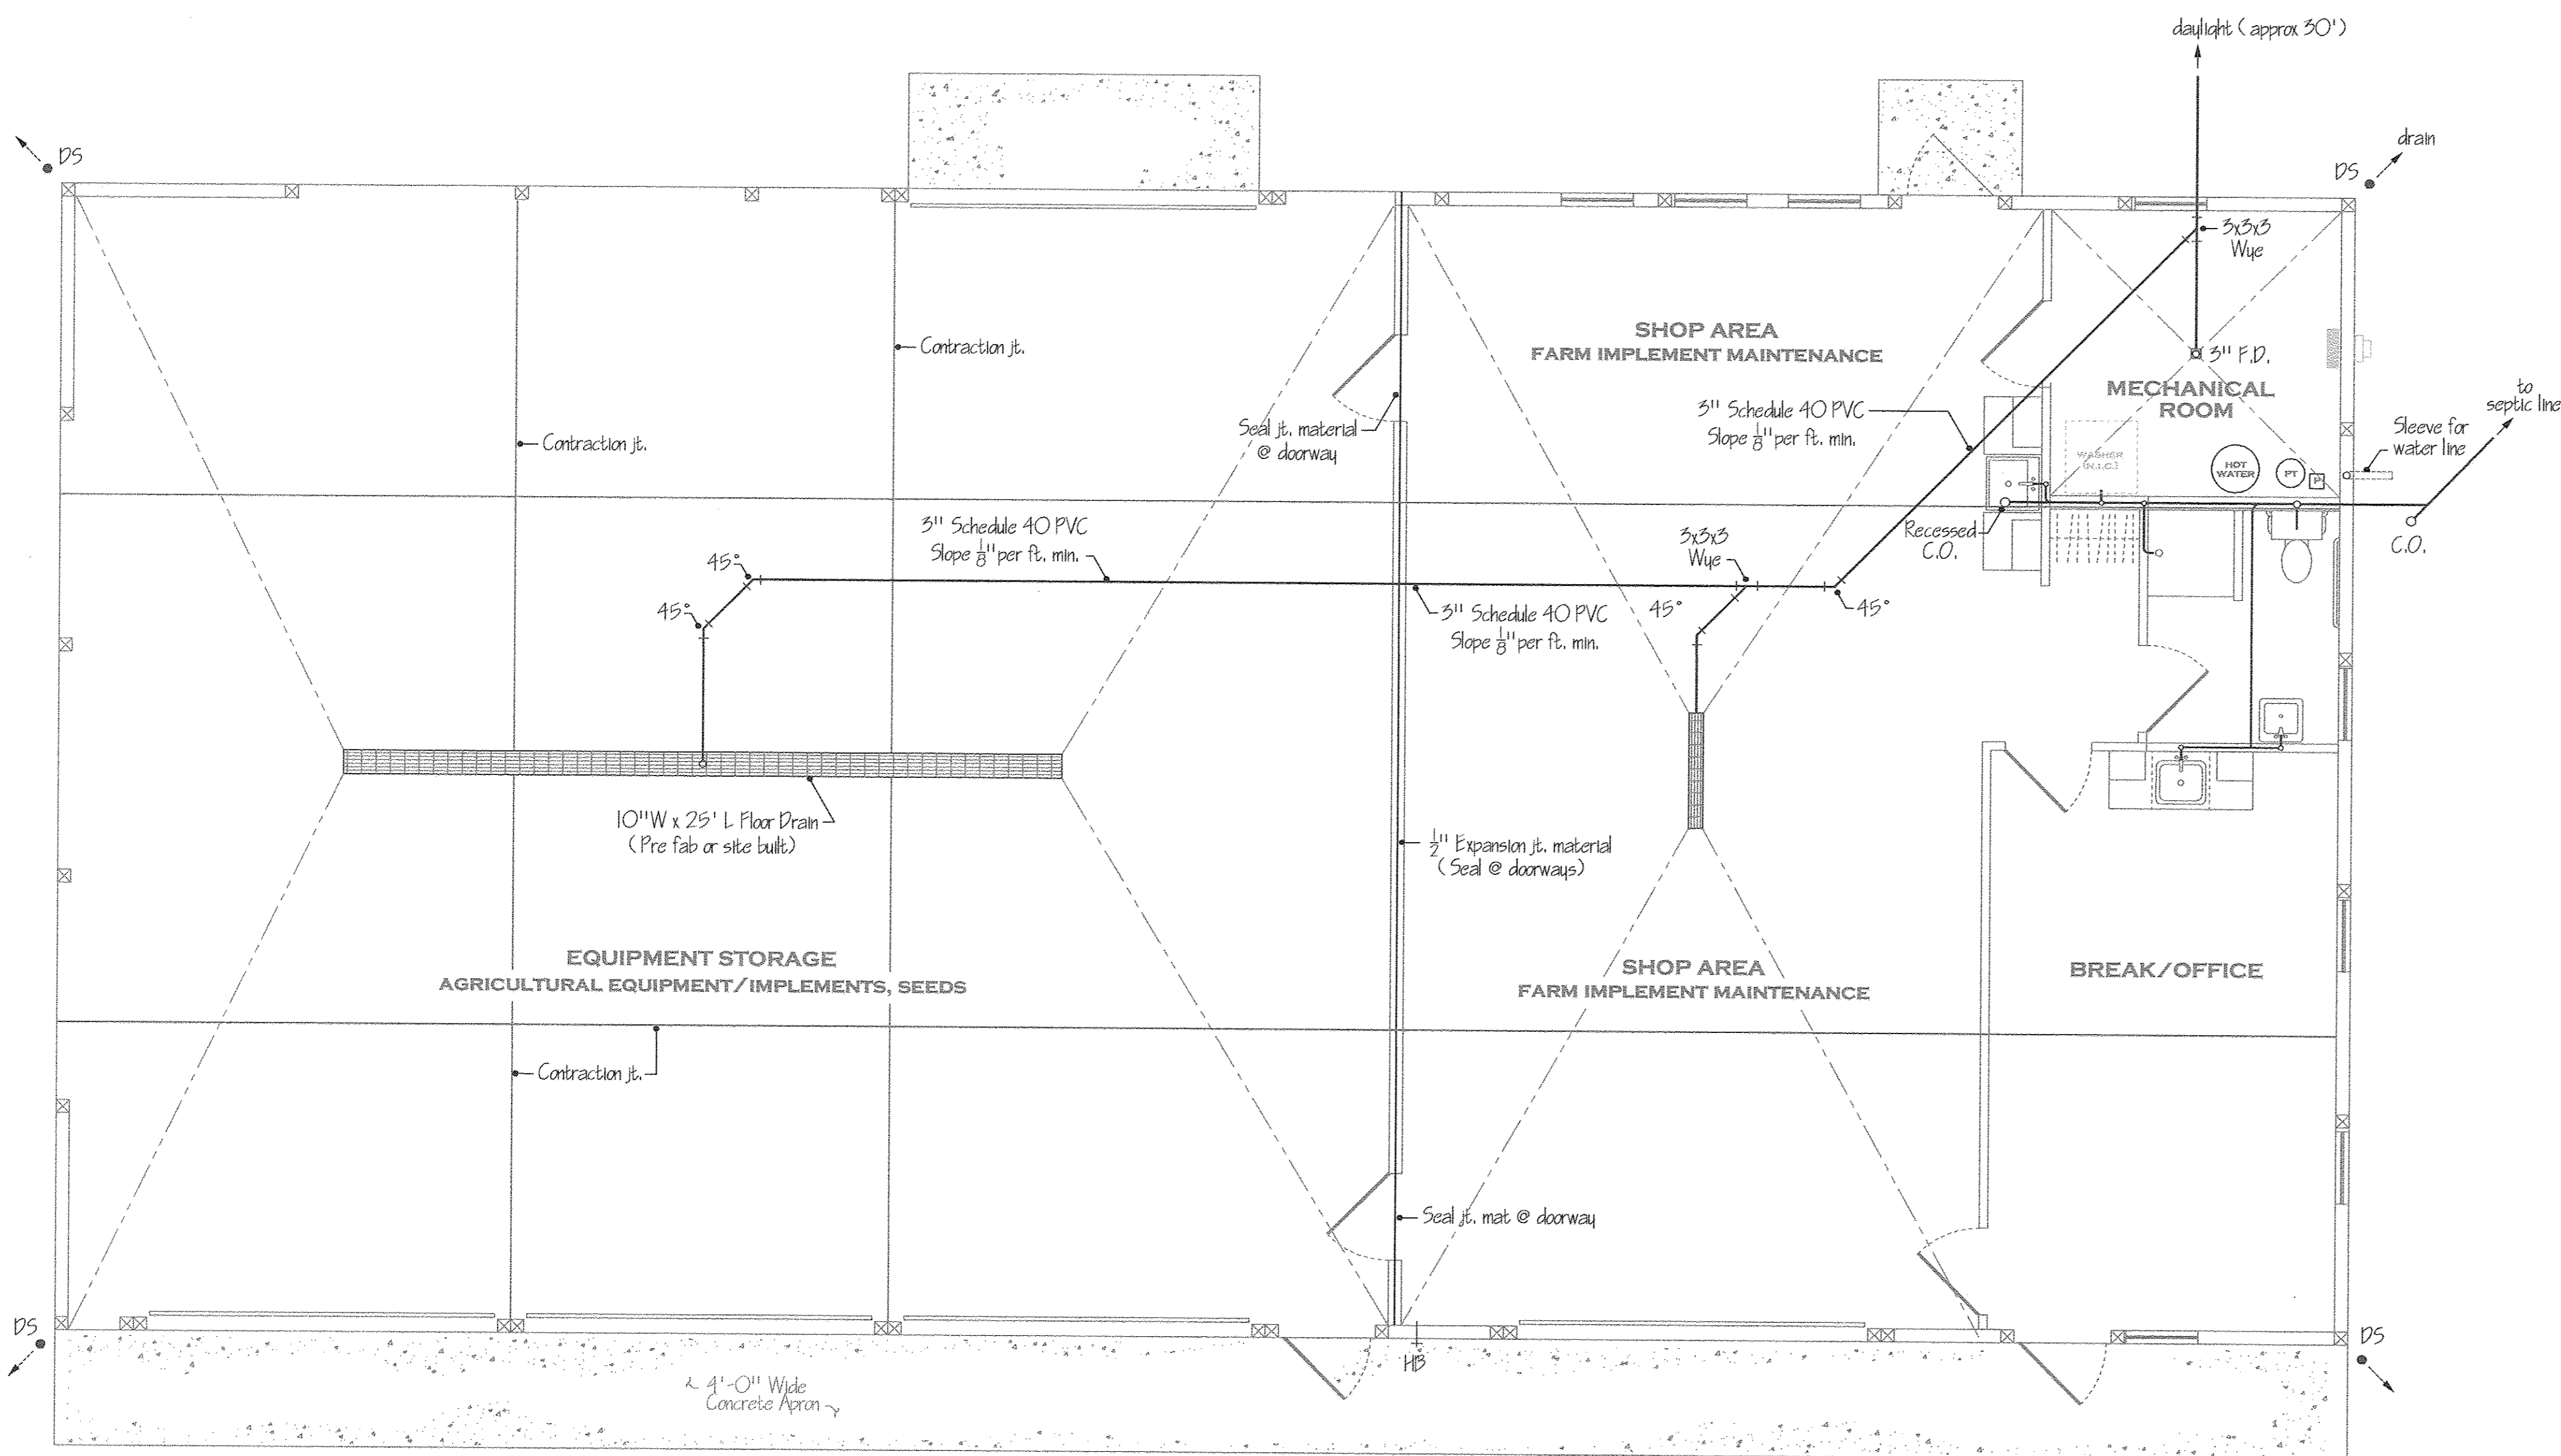 daylight ( approx 30')
drain
DS
DS
3x3x3
Wye
Contraction jt.
SHOP AREA
FARM IMPLEMENT MAINTENANCE
3" F.D.
MECHANICAL
ROOM
to
septic line
3" Schedule 40 PVC
Slope 1/8" per ft. min.
Seal jt. material
@ doorway
Contraction jt.
Sleeve for
water line
WASHER
(N.I.C.)
HOT
WATER
PT
3" Schedule 40 PVC
Slope 1/8" per ft. min.
Recessed
C.O.
3x3x3
Wye
C.O.
45°
45°
45°
45°
3" Schedule 40 PVC
Slope 1/8" per ft. min.
10"W x 25' L Floor Drain
(Pre fab or site built)
1/2" Expansion jt. material
(Seal @ doorways)
EQUIPMENT STORAGE
AGRICULTURAL EQUIPMENT/IMPLEMENTS, SEEDS
SHOP AREA
FARM IMPLEMENT MAINTENANCE
BREAK/OFFICE
Contraction jt.
Seal jt. mat @ doorway
DS
HB
DS
4'-0" Wide
Concrete Apron